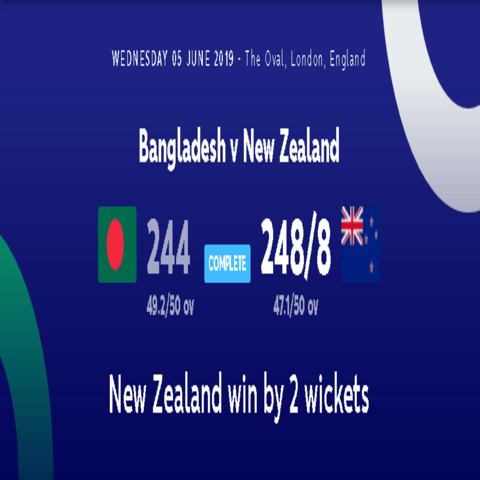 WEDNESDAY 05 JUNE 2019 - The Oval, London, England
Bangladesh v New Zealand
244 COMPLETE 248/8
49.2/50 ov 47.1/50 ov
New Zealand win by 2 wickets